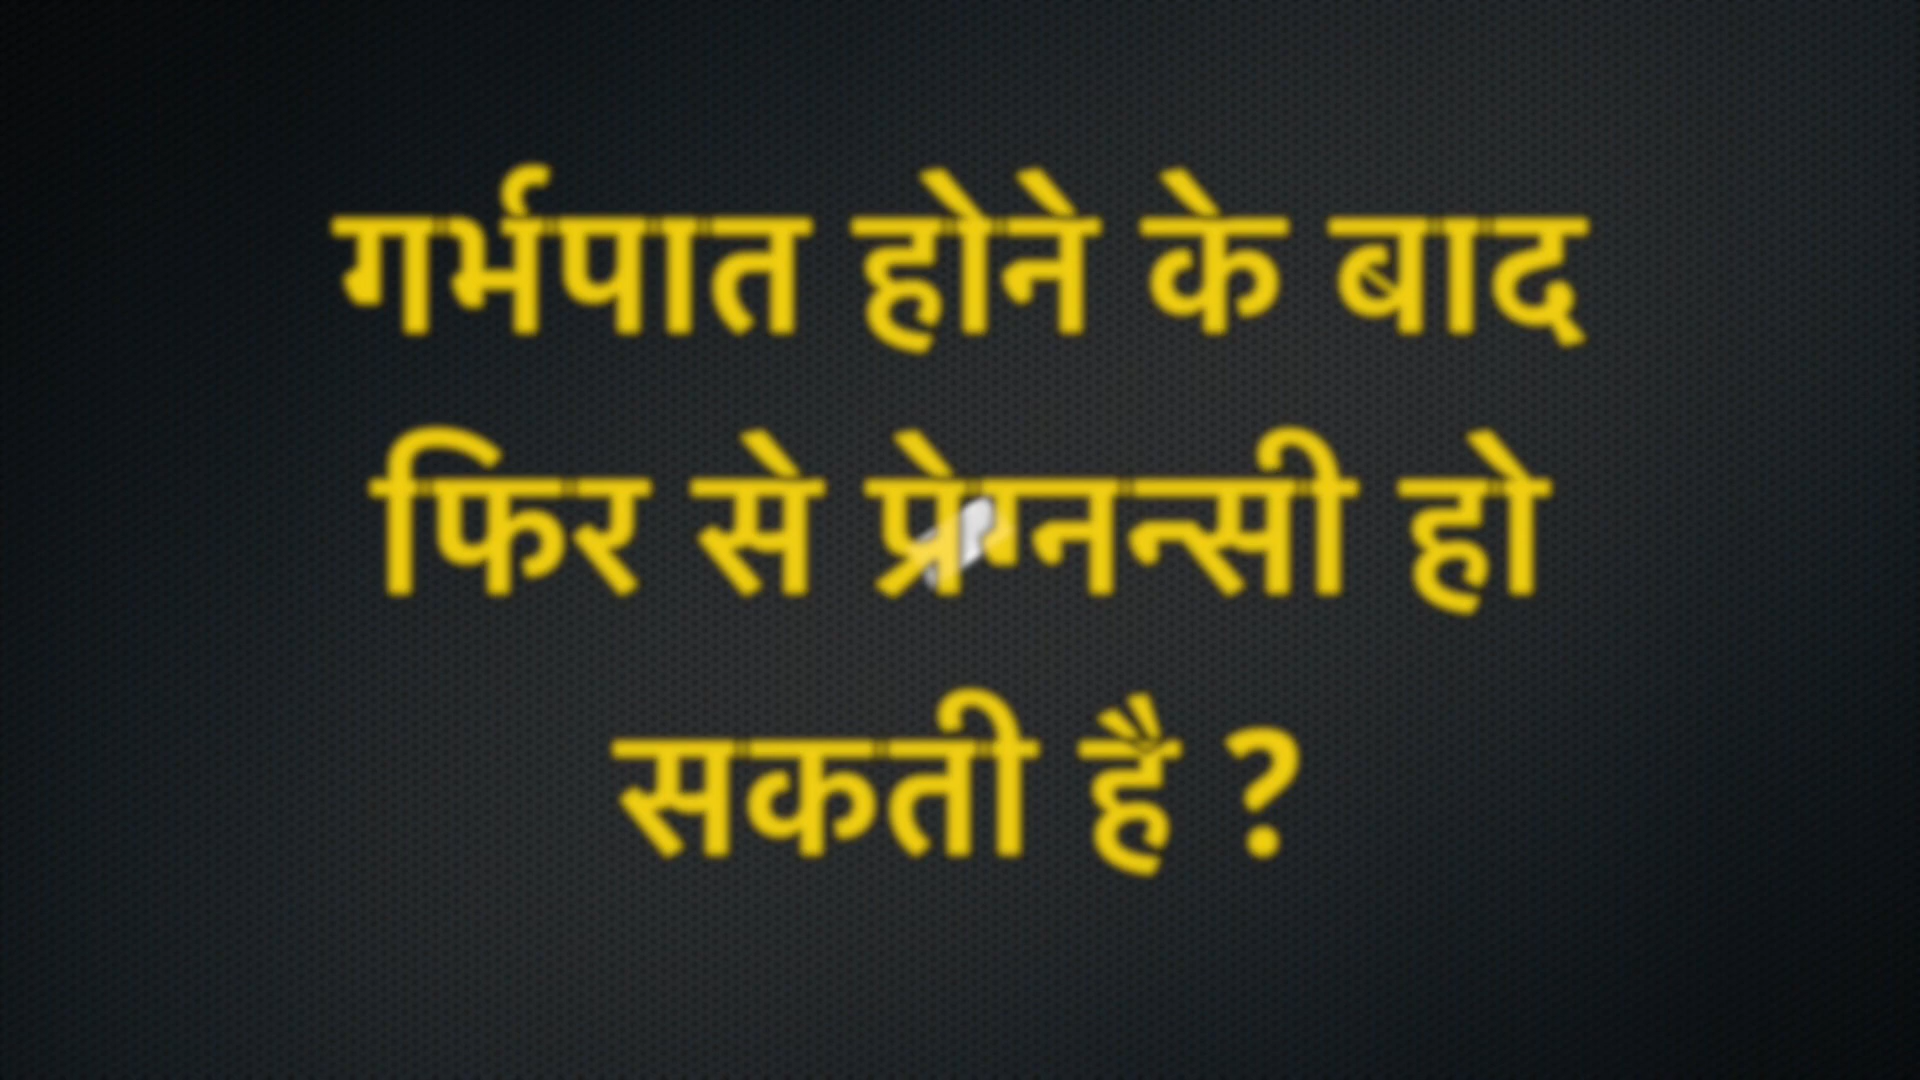 गर्भपात होने के बाद
फिर से प्रेग्नन्सी हो
सकती है ?